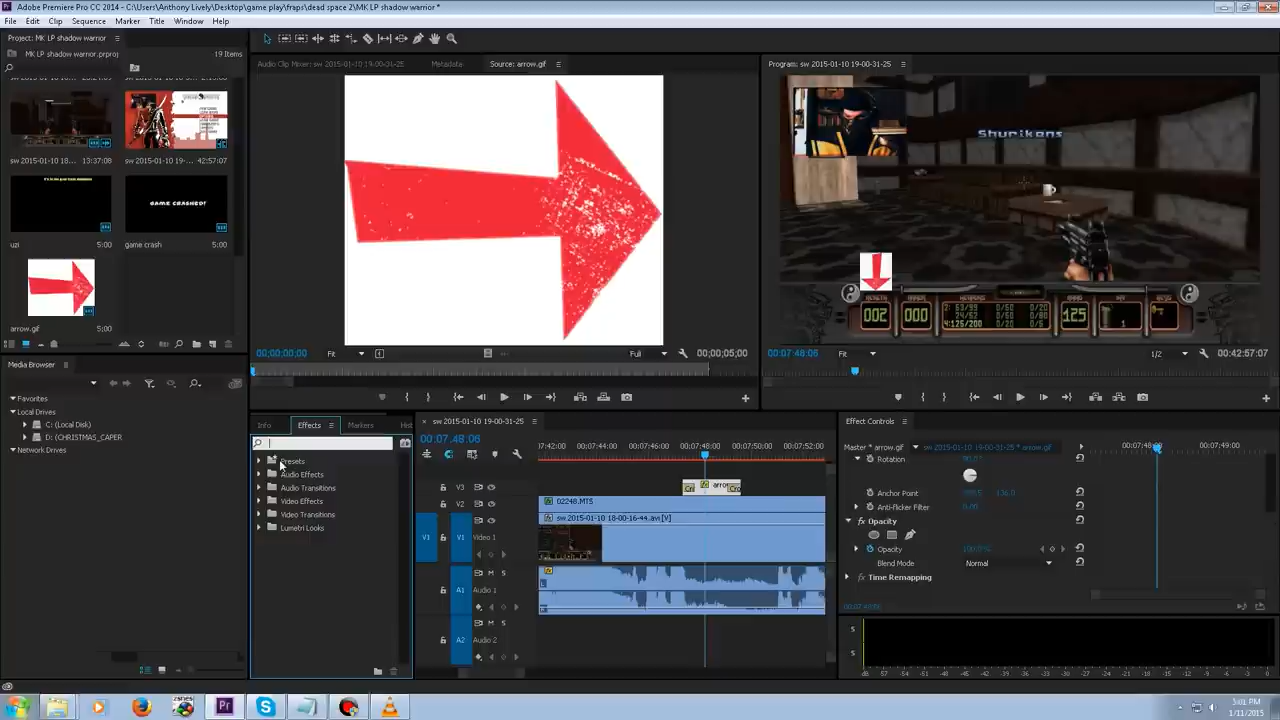 Adobe Premiere Pro CC 2014 - C:\Users\Anthony Lively\Desktop\game play\fraps\dead space 2\MK LP shadow warrior *
File Edit Clip Sequence Marker Title Window Help
Project: MK LP shadow warrior
MK LP shadow warrior.prproj
19 Items
sw 2015-01-10 18... 13:37:08
sw 2015-01-10 19-... 42:57:07
GAME CRASHED!
uzi 5:00
game crash 5:00
arrow.gif 5:00
Audio Clip Mixer: sw 2015-01-10 19-00-31-25
Metadata
Source: arrow.gif
00;00;00;00
Fit
Full
00;00;05;00
Program: sw 2015-01-10 19-00-31-25
Shurikens
002
000
125
00:07:48:06
Fit
1/2
00:42:57:07
Media Browser
Favorites
Local Drives
C: (Local Disk)
D: (CHRISTMAS_CAPER
Network Drives
Info
Effects
Markers
Hist
Presets
Audio Effects
Audio Transitions
Video Effects
Video Transitions
Lumetri Looks
sw 2015-01-10 19-00-31-25
00:07:48:06
00:07:44:00
00:07:46:00
00:07:48:00
00:07:50:00
00:07:52:00
V3
V2
02248.MTS
sw 2015-01-10 18-00-16-44.avi [V]
V1
V1
Video 1
A1
M
S
Audio 1
M
S
A2
Audio 2
Effect Controls
Master * arrow.gif
sw 2015-01-10 19-00-31-25 * arrow.gif
00:07:49:00
Rotation
Anchor Point
Anti-flicker Filter 0.00
Opacity
Opacity 100.0 %
Blend Mode Normal
Time Remapping
00:07:48:06
S
S
dB
3:01 PM
1/11/2015